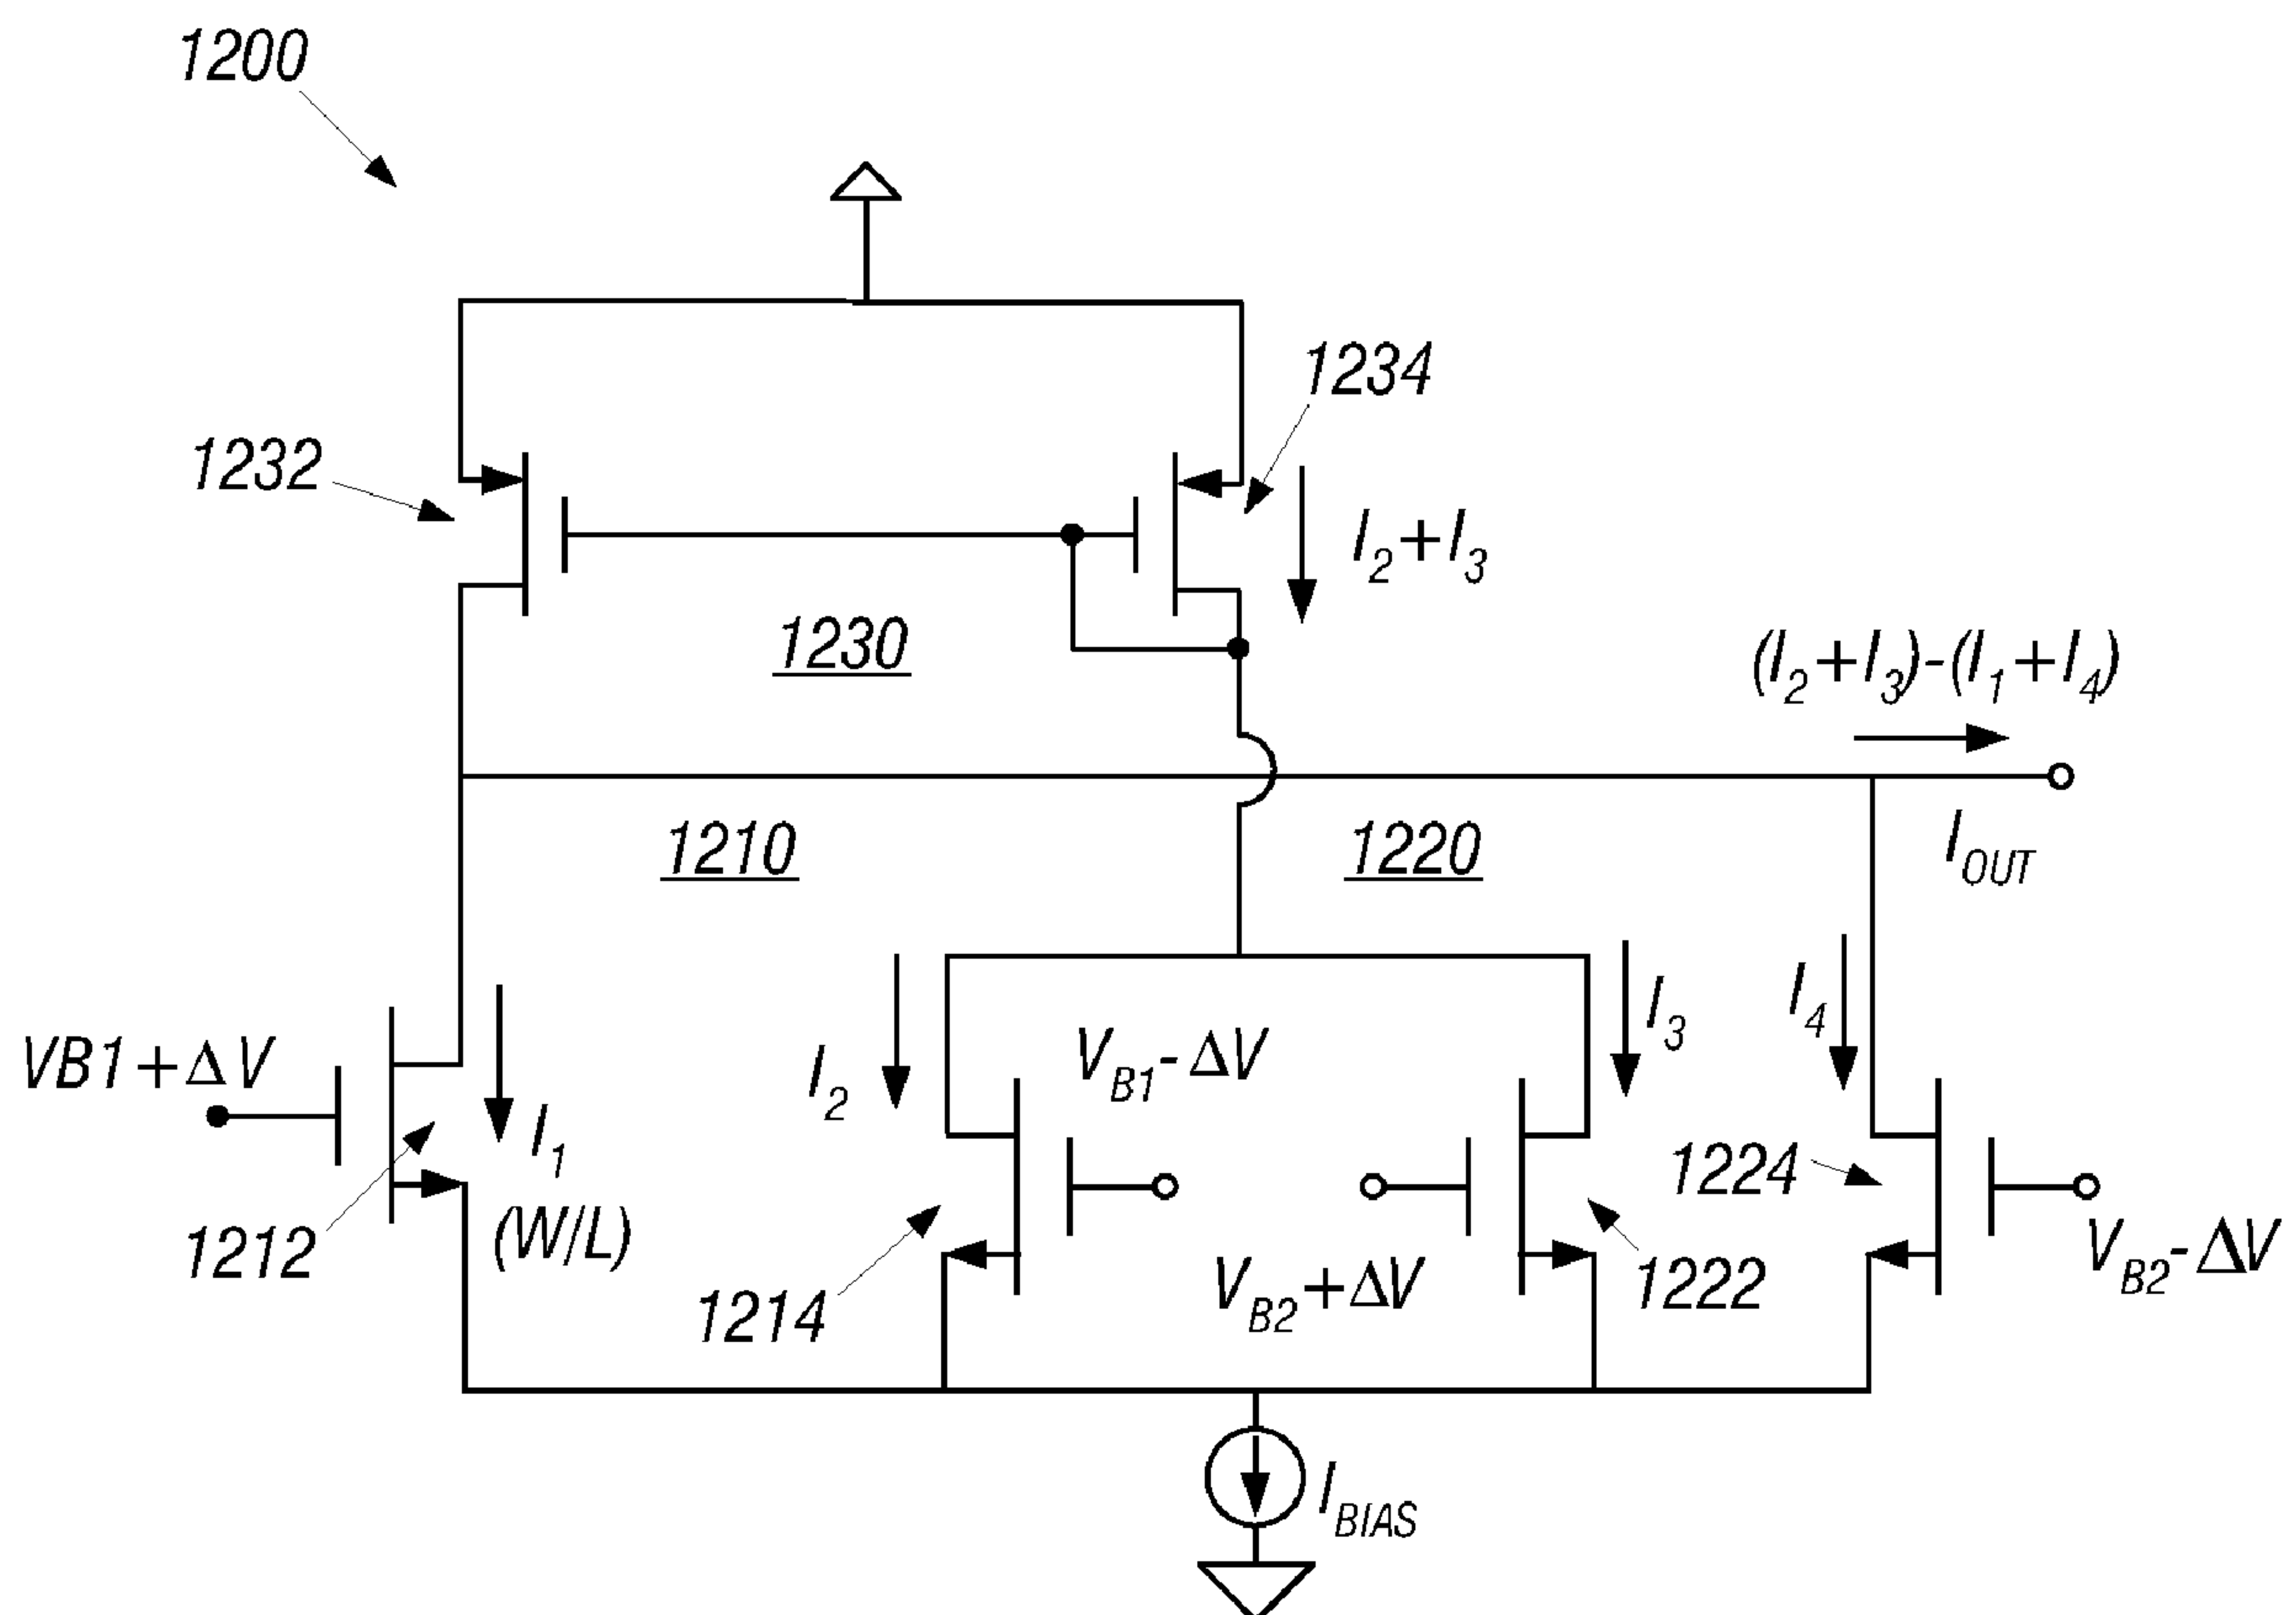 1200
1234
1232
I2+I3
1230
(I2+I3)-(I1+I4)
1210
1220
IOUT
VB1+ΔV
I1
(W/L)
1212
I2
VB1-ΔV
I3
I4
1214
VB2+ΔV
1222
1224
VB2-ΔV
IBIAS